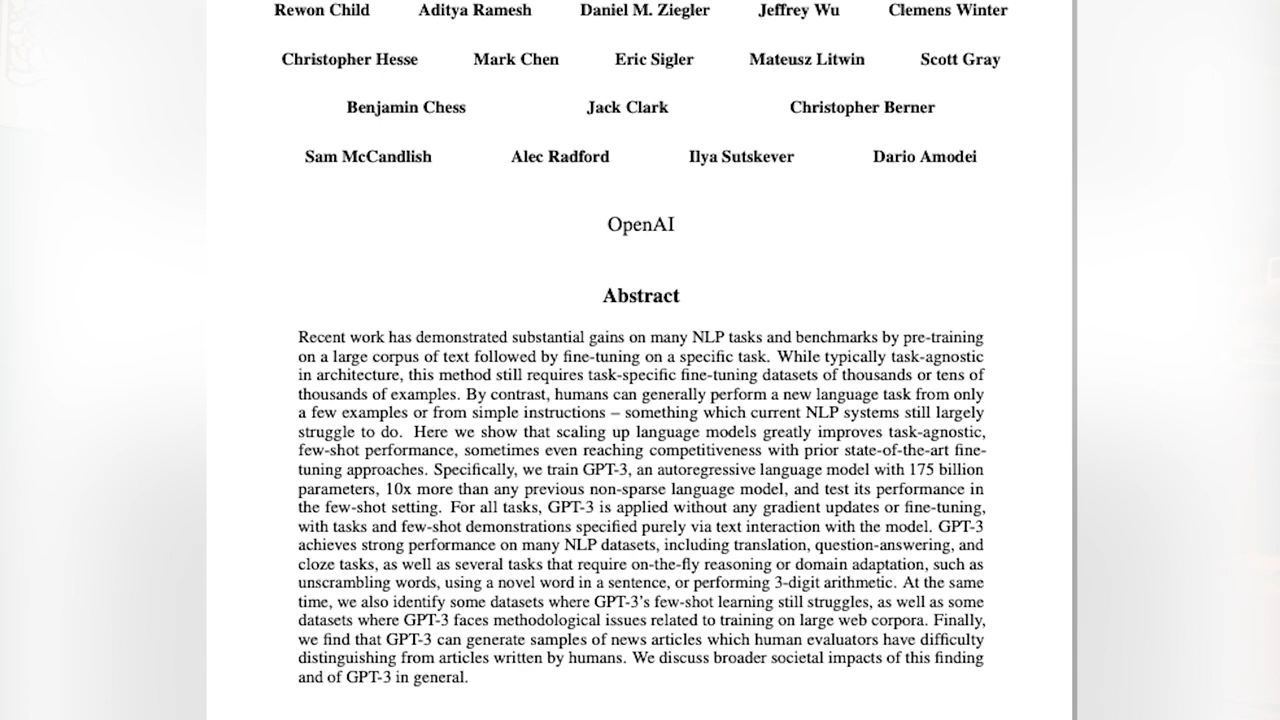 Rewon Child Aditya Ramesh Daniel M. Ziegler Jeffrey Wu Clemens Winter
Christopher Hesse Mark Chen Eric Sigler Mateusz Litwin Scott Gray
Benjamin Chess Jack Clark Christopher Berner
Sam McCandlish Alec Radford Ilya Sutskever Dario Amodei
OpenAI
Abstract
Recent work has demonstrated substantial gains on many NLP tasks and benchmarks by pre-training
on a large corpus of text followed by fine-tuning on a specific task. While typically task-agnostic
in architecture, this method still requires task-specific fine-tuning datasets of thousands or tens of
thousands of examples. By contrast, humans can generally perform a new language task from only
a few examples or from simple instructions – something which current NLP systems still largely
struggle to do. Here we show that scaling up language models greatly improves task-agnostic,
few-shot performance, sometimes even reaching competitiveness with prior state-of-the-art fine-
tuning approaches. Specifically, we train GPT-3, an autoregressive language model with 175 billion
parameters, 10x more than any previous non-sparse language model, and test its performance in
the few-shot setting. For all tasks, GPT-3 is applied without any gradient updates or fine-tuning,
with tasks and few-shot demonstrations specified purely via text interaction with the model. GPT-3
achieves strong performance on many NLP datasets, including translation, question-answering, and
cloze tasks, as well as several tasks that require on-the-fly reasoning or domain adaptation, such as
unscrambling words, using a novel word in a sentence, or performing 3-digit arithmetic. At the same
time, we also identify some datasets where GPT-3's few-shot learning still struggles, as well as some
datasets where GPT-3 faces methodological issues related to training on large web corpora. Finally,
we find that GPT-3 can generate samples of news articles which human evaluators have difficulty
distinguishing from articles written by humans. We discuss broader societal impacts of this finding
and of GPT-3 in general.